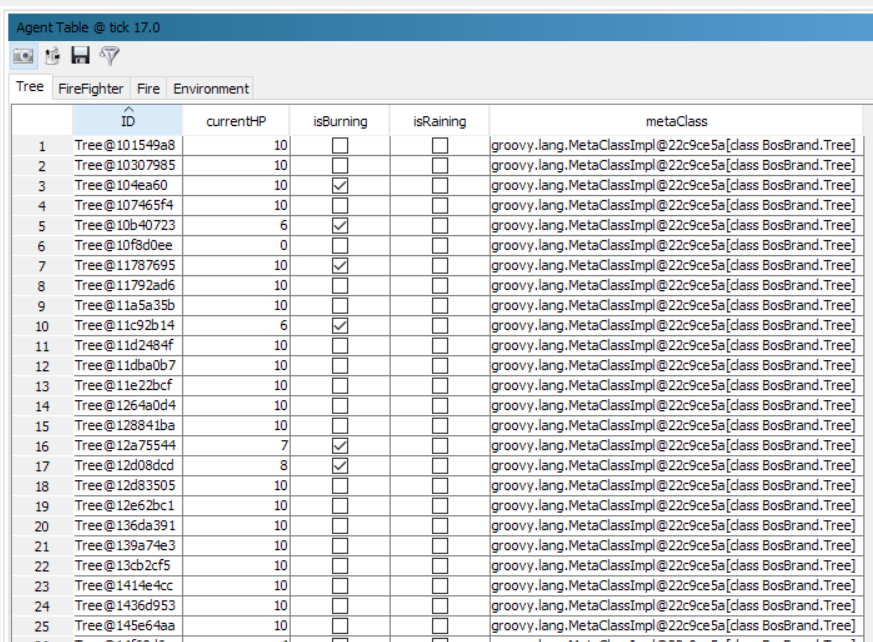 Agent Table @ tick 17.0
Tree FireFighter Fire Environment
ID currentHP isBurning isRaining metaClass
1 Tree@101549a8 10 groovy.lang.MetaClassImpl@22c9ce5a[class BosBrand.Tree]
2 Tree@10307985 10 groovy.lang.MetaClassImpl@22c9ce5a[class BosBrand.Tree]
3 Tree@104ea60 10 groovy.lang.MetaClassImpl@22c9ce5a[class BosBrand.Tree]
4 Tree@107465f4 10 groovy.lang.MetaClassImpl@22c9ce5a[class BosBrand.Tree]
5 Tree@10b40723 6 groovy.lang.MetaClassImpl@22c9ce5a[class BosBrand.Tree]
6 Tree@10f8d0ee 0 groovy.lang.MetaClassImpl@22c9ce5a[class BosBrand.Tree]
7 Tree@11787695 10 groovy.lang.MetaClassImpl@22c9ce5a[class BosBrand.Tree]
8 Tree@11792ad6 10 groovy.lang.MetaClassImpl@22c9ce5a[class BosBrand.Tree]
9 Tree@11a5a35b 10 groovy.lang.MetaClassImpl@22c9ce5a[class BosBrand.Tree]
10 Tree@11c92b14 6 groovy.lang.MetaClassImpl@22c9ce5a[class BosBrand.Tree]
11 Tree@11d2484f 10 groovy.lang.MetaClassImpl@22c9ce5a[class BosBrand.Tree]
12 Tree@11dba0b7 10 groovy.lang.MetaClassImpl@22c9ce5a[class BosBrand.Tree]
13 Tree@11e22bcf 10 groovy.lang.MetaClassImpl@22c9ce5a[class BosBrand.Tree]
14 Tree@1264a0d4 10 groovy.lang.MetaClassImpl@22c9ce5a[class BosBrand.Tree]
15 Tree@128841ba 10 groovy.lang.MetaClassImpl@22c9ce5a[class BosBrand.Tree]
16 Tree@12a75544 7 groovy.lang.MetaClassImpl@22c9ce5a[class BosBrand.Tree]
17 Tree@12d08dcd 8 groovy.lang.MetaClassImpl@22c9ce5a[class BosBrand.Tree]
18 Tree@12d83505 10 groovy.lang.MetaClassImpl@22c9ce5a[class BosBrand.Tree]
19 Tree@12e62bc1 10 groovy.lang.MetaClassImpl@22c9ce5a[class BosBrand.Tree]
20 Tree@136da391 10 groovy.lang.MetaClassImpl@22c9ce5a[class BosBrand.Tree]
21 Tree@139a74e3 10 groovy.lang.MetaClassImpl@22c9ce5a[class BosBrand.Tree]
22 Tree@13cb2cf5 10 groovy.lang.MetaClassImpl@22c9ce5a[class BosBrand.Tree]
23 Tree@1414e4cc 10 groovy.lang.MetaClassImpl@22c9ce5a[class BosBrand.Tree]
24 Tree@1436d953 10 groovy.lang.MetaClassImpl@22c9ce5a[class BosBrand.Tree]
25 Tree@145e64aa 10 groovy.lang.MetaClassImpl@22c9ce5a[class BosBrand.Tree]